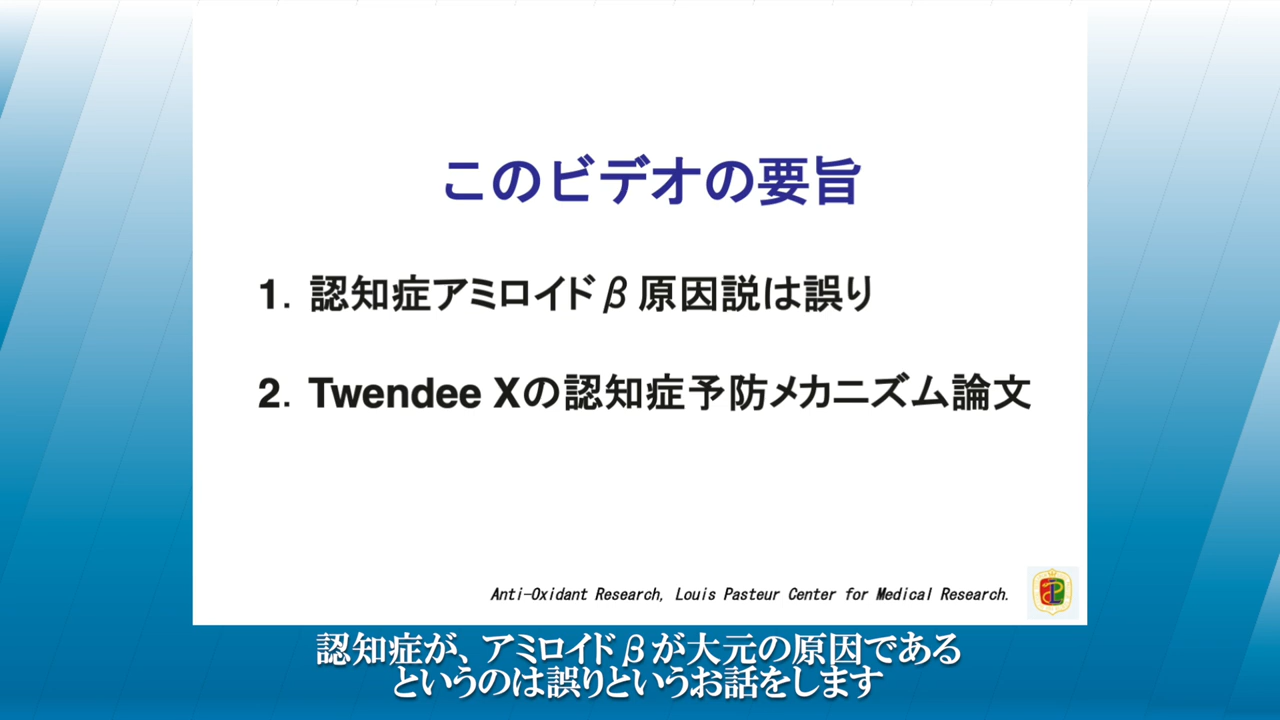 このビデオの要旨
1. 認知症アミロイドβ原因説は誤り
2. Twendee Xの認知症予防メカニズム論文
Anti-Oxidant Research, Louis Pasteur Center for Medical Research.
認知症が、アミロイドβが大元の原因である
というのは誤りというお話をします